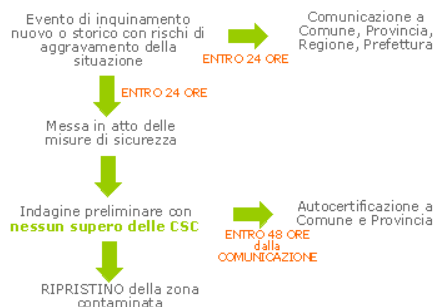 Evento di inquinamento
nuovo o storico con rischi di
aggravamento della
situazione
ENTRO 24 ORE
Comunicazione a
Comune, Provincia,
Regione, Prefettura
ENTRO 24 ORE
Messa in atto delle
misure di sicurezza
Indagine preliminare con
nessun supero delle CSC
ENTRO 48 ORE
dalla
COMUNICAZIONE
Autocertificazione a
Comune e Provincia
RIPRISTINO della zona
contaminata